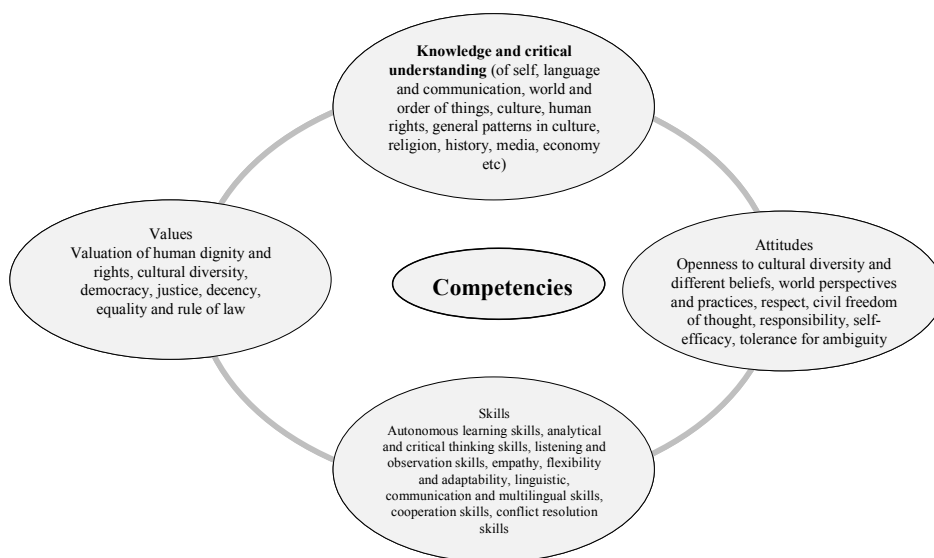 Knowledge and critical
understanding (of self, language
and communication, world and
order of things, culture, human
rights, general patterns in culture,
religion, history, media, economy
etc)
Values
Valuation of human dignity and
rights, cultural diversity,
democracy, justice, decency,
equality and rule of law
Competencies
Attitudes
Openness to cultural diversity and
different beliefs, world perspectives
and practices, respect, civil freedom
of thought, responsibility, self-
efficacy, tolerance for ambiguity
Skills
Autonomous learning skills, analytical
and critical thinking skills, listening and
observation skills, empathy, flexibility
and adaptability, linguistic,
communication and multilingual skills,
cooperation skills, conflict resolution
skills